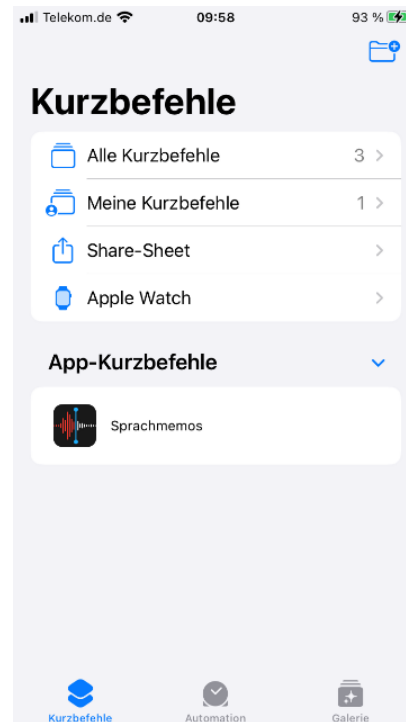 Telekom.de 09:58 93 %
Kurzbefehle
Alle Kurzbefehle 3
Meine Kurzbefehle 1
Share-Sheet
Apple Watch
App-Kurzbefehle
Sprachmemos
Kurzbefehle Automation Galerie